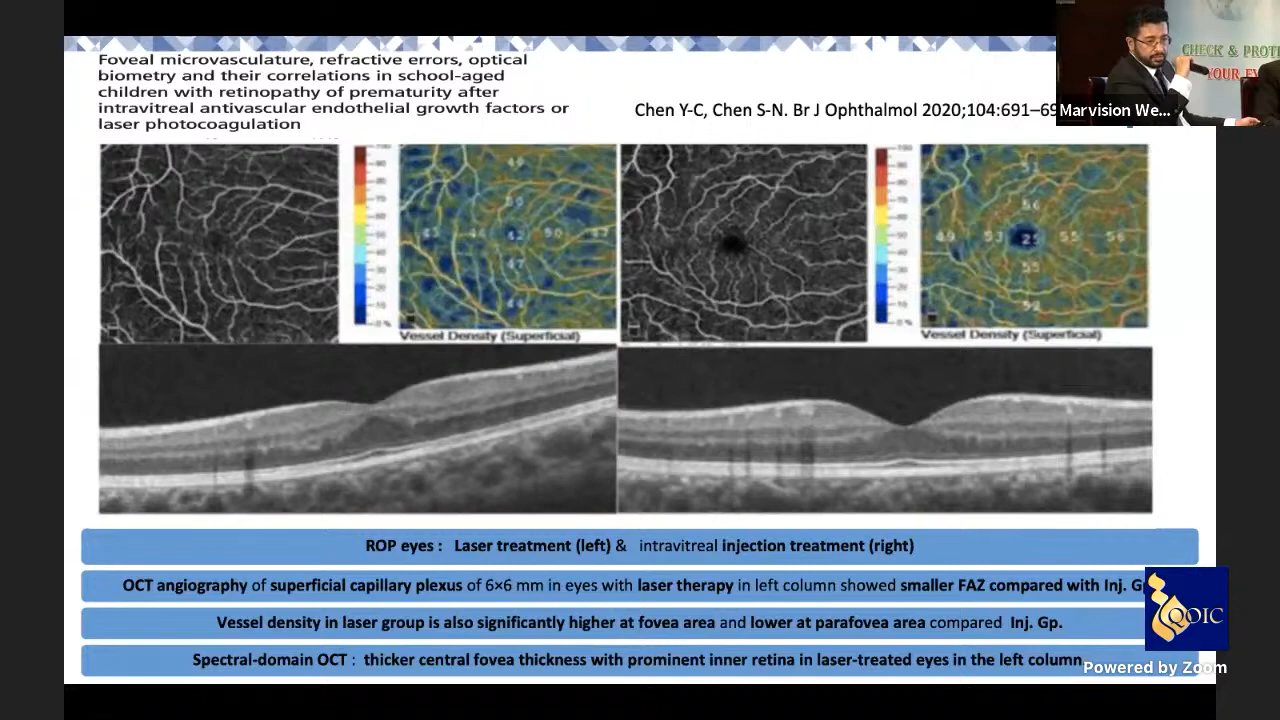 Foveal microvasculature, refractive errors, optical
biometry and their correlations in school-aged
children with retinopathy of prematurity after
intravitreal antivascular endothelial growth factors or
laser photocoagulation
Chen Y-C, Chen S-N. Br J Ophthalmol 2020;104:691–69
CHECK & PROT
YOUR EY
Marvision We...
Vessel Density (Superficial)
Vessel Density (Superficial)
ROP eyes : Laser treatment (left) & intravitreal injection treatment (right)
OCT angiography of superficial capillary plexus of 6×6 mm in eyes with laser therapy in left column showed smaller FAZ compared with Inj. G
Vessel density in laser group is also significantly higher at fovea area and lower at parafovea area compared Inj. Gp.
Spectral-domain OCT : thicker central fovea thickness with prominent inner retina in laser-treated eyes in the left column
QOIC
Powered by Zoom